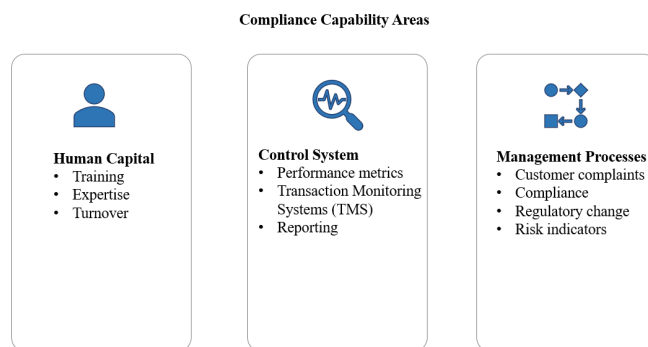 Compliance Capability Areas
Human Capital
• Training
• Expertise
• Turnover
Control System
• Performance metrics
• Transaction Monitoring
Systems (TMS)
• Reporting
Management Processes
• Customer complaints
• Compliance
• Regulatory change
• Risk indicators